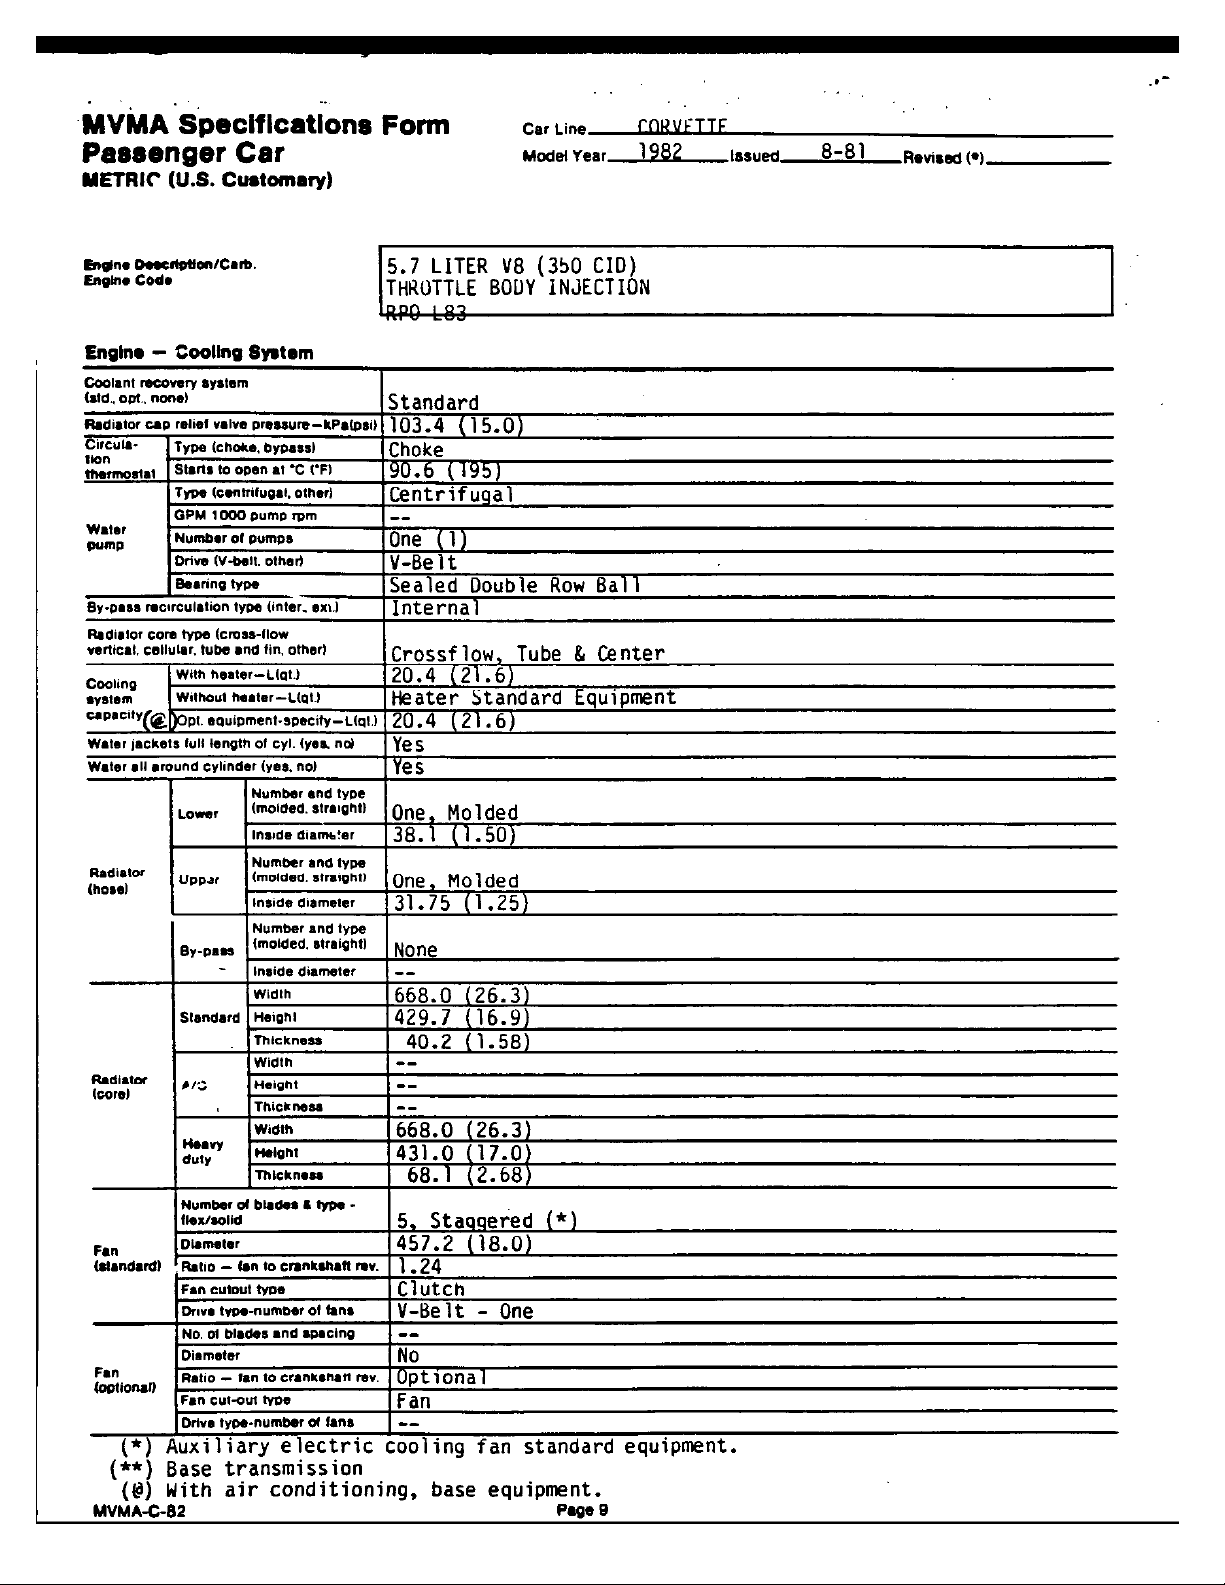 MVMA Specifications Form
Passenger Car
METRIC (U.S. Customary)
Car Line CORVETTE
Model Year 1982 Issued 8-81 Revised (•)
Engine Description/Carb.
Engine Code
5.7 LITER V8 (350 CID)
THROTTLE BODY INJECTION
RPO L83
Engine — Cooling System
Coolant recovery system
(std., opt., none) Standard
Radiator cap relief valve pressure—kPa(psi) 103.4 (15.0)
Circula-
tion
thermostat
Type (choke, bypass) Choke
Starts to open at °C (°F) 90.6 (195)
Water
pump
Type (centrifugal, other) Centrifugal
GPM 1000 pump rpm --
Number of pumps One (1)
Drive (V-belt, other) V-Belt
Bearing type Sealed Double Row Ball
By-pass recirculation type (inter., ext.) Internal
Radiator core type (cross-flow
vertical, cellular, tube and fin, other) Crossflow, Tube & Center
Cooling
system
capacity (@)
With heater—L(qt.) 20.4 (21.6)
Without heater—L(qt.) Heater Standard Equipment
Opt. equipment-specify—L(qt.) 20.4 (21.6)
Water jackets full length of cyl. (yes, no) Yes
Water all around cylinder (yes, no) Yes
Radiator
(hose)
Lower
Number and type
(molded, straight) One, Molded
Inside diameter 38.1 (1.50)
Upper
Number and type
(molded, straight) One, Molded
Inside diameter 31.75 (1.25)
By-pass
Number and type
(molded, straight) None
Inside diameter --
Radiator
(core)
Standard
Width 668.0 (26.3)
Height 429.7 (16.9)
Thickness 40.2 (1.58)
A/C
Width --
Height --
Thickness --
Heavy
duty
Width 668.0 (26.3)
Height 431.0 (17.0)
Thickness 68.1 (2.68)
Fan
(standard)
Number of blades & type -
flex/solid 5, Staggered (*)
Diameter 457.2 (18.0)
Ratio — fan to crankshaft rev. 1.24
Fan cutout type Clutch
Drive type-number of fans V-Belt - One
Fan
(optional)
No. of blades and spacing --
Diameter No
Ratio — fan to crankshaft rev. Optional
Fan cut-out type Fan
Drive type-number of fans --
(*) Auxiliary electric cooling fan standard equipment.
(**) Base transmission
(@) With air conditioning, base equipment.
MVMA-C-82 Page 9